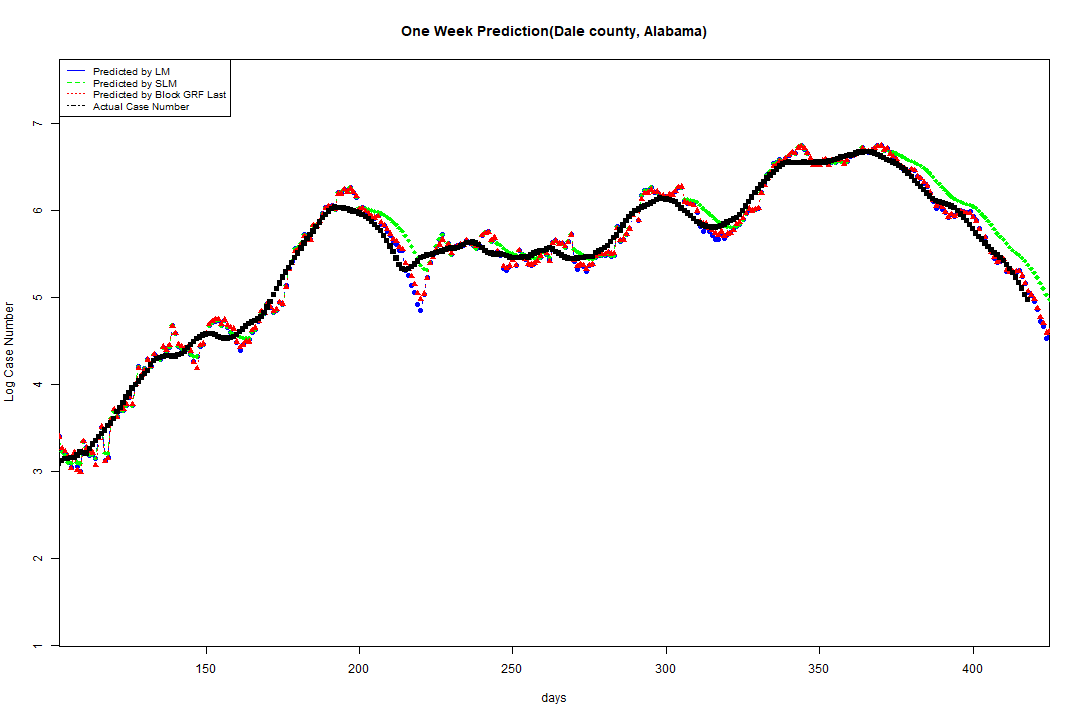 One Week Prediction(Dale county, Alabama)
Predicted by LM
Predicted by SLM
Predicted by Block GRF Last
Actual Case Number
7
6
5
4
3
2
1
Log Case Number
150 200 250 300 350 400
days